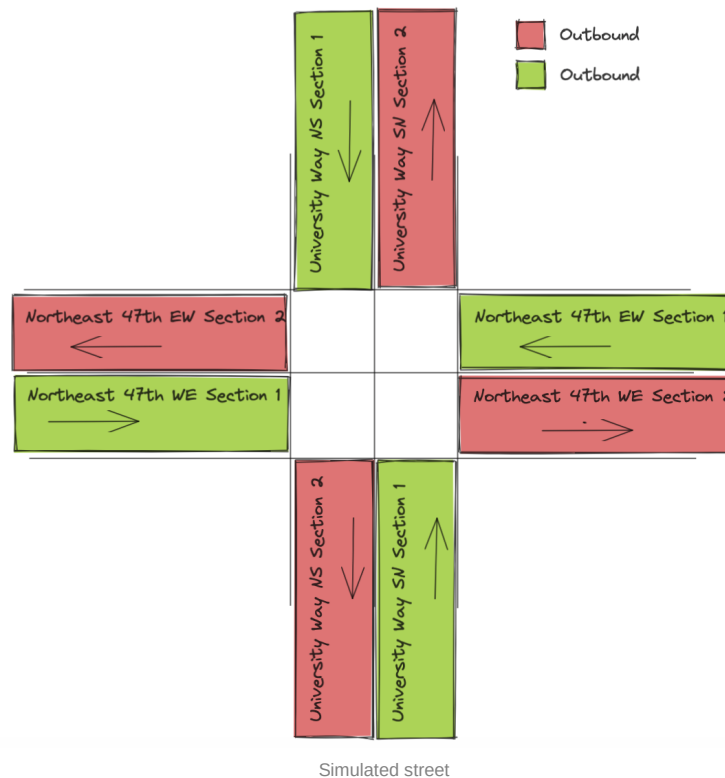 Outbound
Outbound
University Way NS Section 1
University Way SN Section 2
Northeast 47th EW Section 2
Northeast 47th EW Section
Northeast 47th WE Section 1
Northeast 47th WE Section
University Way NS Section 2
University Way SN Section 1
Simulated street